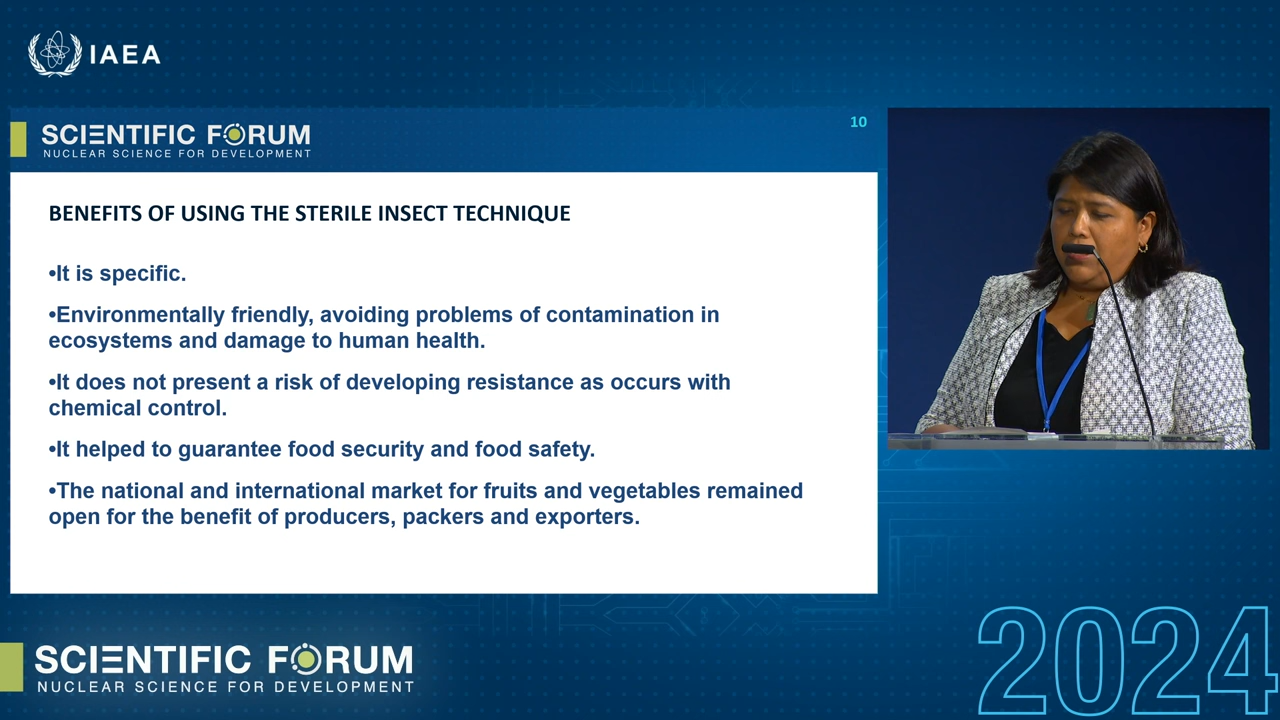 IAEA
SCIENTIFIC FORUM
NUCLEAR SCIENCE FOR DEVELOPMENT
10
BENEFITS OF USING THE STERILE INSECT TECHNIQUE
•It is specific.
•Environmentally friendly, avoiding problems of contamination in
ecosystems and damage to human health.
•It does not present a risk of developing resistance as occurs with
chemical control.
•It helped to guarantee food security and food safety.
•The national and international market for fruits and vegetables remained
open for the benefit of producers, packers and exporters.
SCIENTIFIC FORUM
NUCLEAR SCIENCE FOR DEVELOPMENT
2024